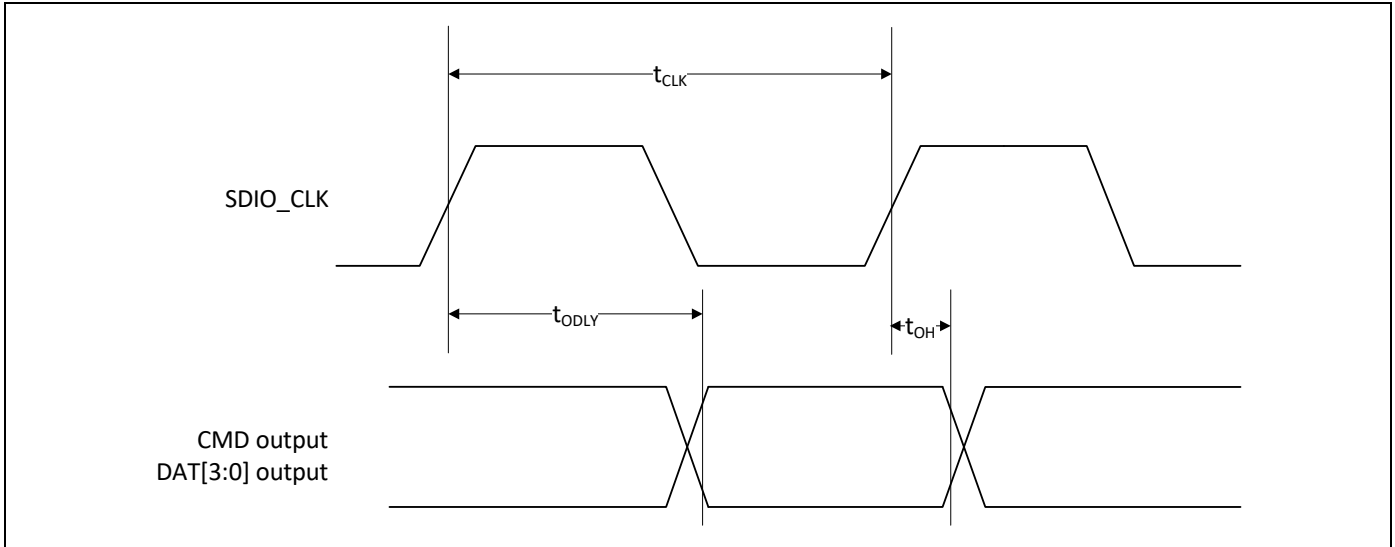 tCLK
SDIO_CLK
tODLY
tOH
CMD output
DAT[3:0] output